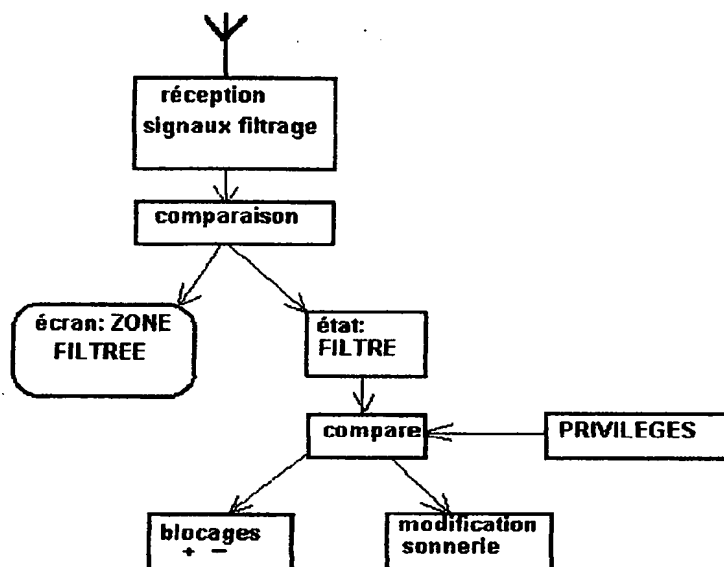 réception
signaux filtrage
comparaison
écran: ZONE
FILTREE
état:
FILTRE
compare
PRIVILEGES
blocages
+ −
modification
sonnerie